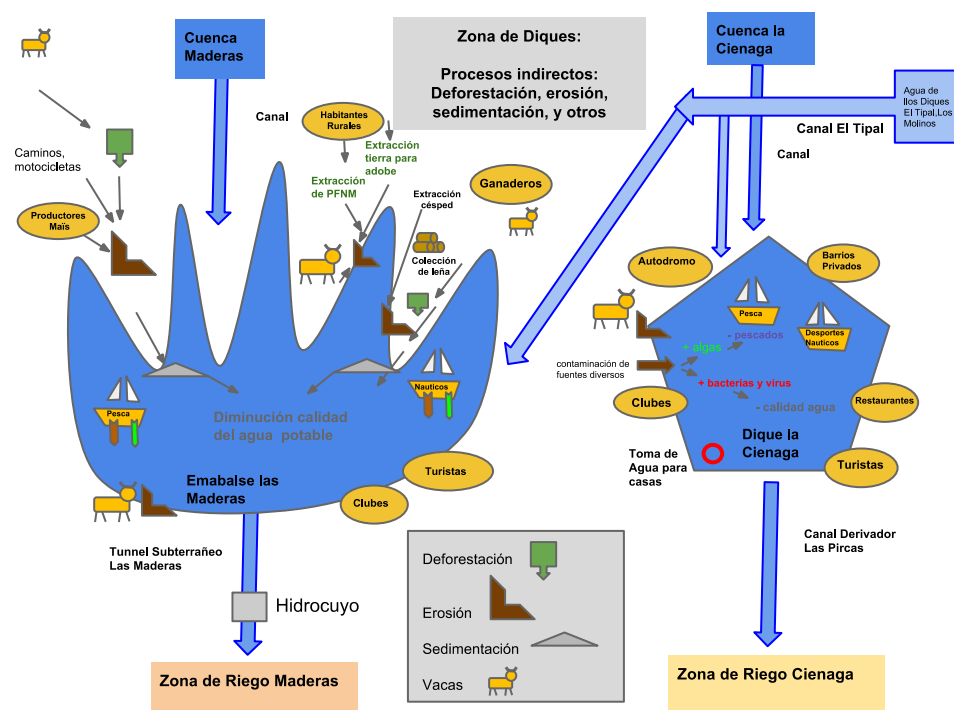 Cuenca
Maderas
Zona de Diques:
Procesos indirectos:
Deforestación, erosión,
sedimentación, y otros
Cuenca la
Cienaga
Agua de
llos Diques
El Tipal,Los
Molinos
Canal El Tipal
Canal
Canal
Habitantes
Rurales
Extracción
tierra para
adobe
Caminos,
motocicletas
Extracción
de PFNM
Ganaderos
Extracción
césped
Productores
Maïs
Colección
de leña
Autodromo
Barrios
Privados
Pesca
Desportes
Nauticos
- pescados
+ algas
contaminación de
fuentes diversos
+ bacterias y virus
- calidad agua
Clubes
Restaurantes
Dique la
Cienaga
Toma de
Agua para
casas
Turistas
Pesca
Nauticos
Diminución calidad
del agua potable
Emabalse las
Maderas
Turistas
Clubes
Tunnel Subterrañeo
Las Maderas
Hidrocuyo
Canal Derivador
Las Pircas
Deforestación
Erosión
Sedimentación
Vacas
Zona de Riego Maderas
Zona de Riego Cienaga